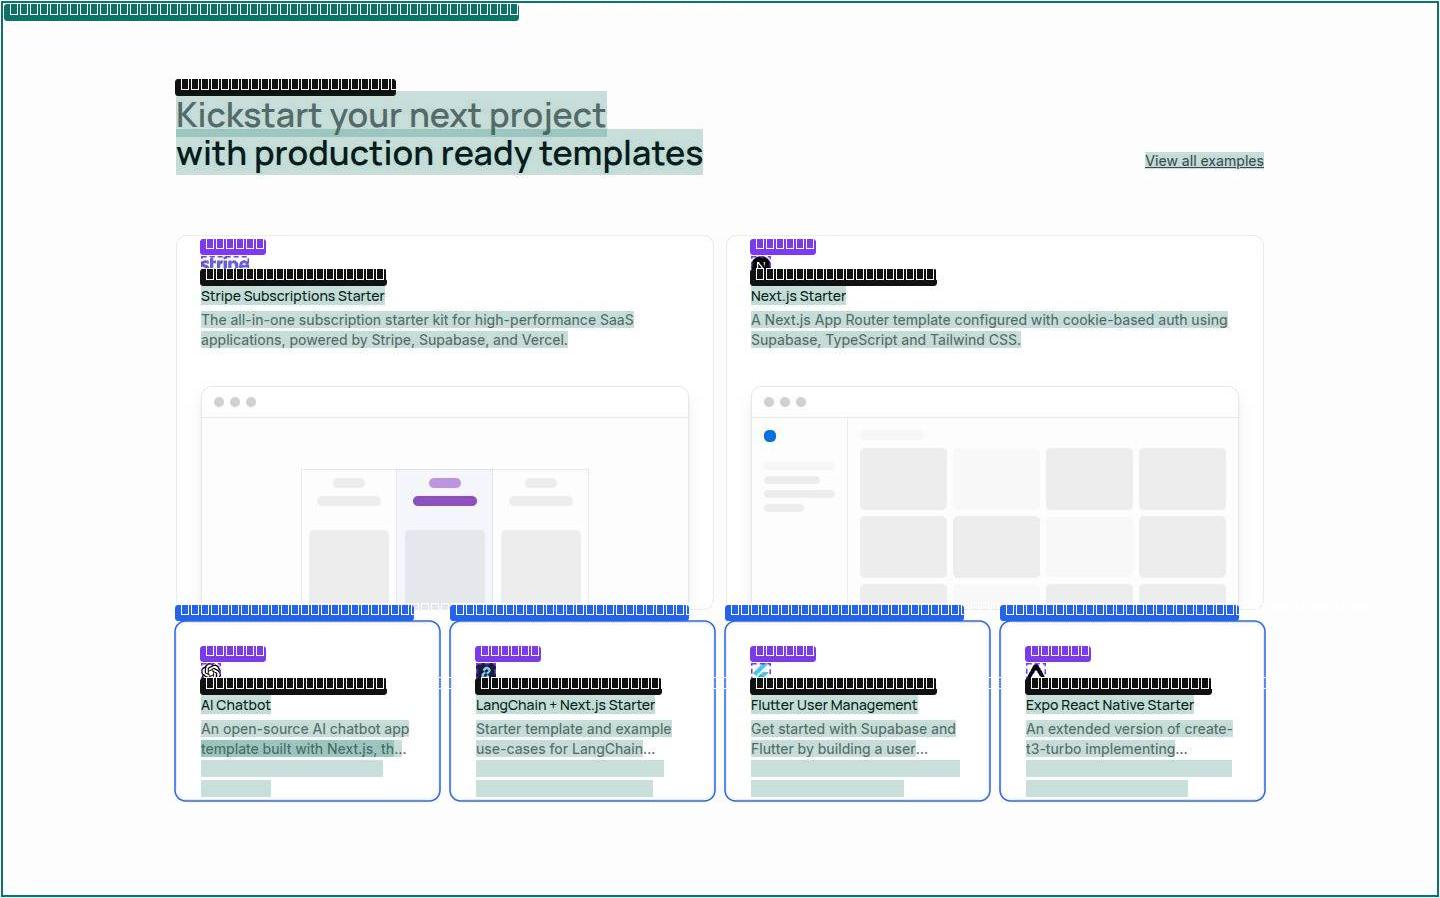 Kickstart your next project
with production ready templates
View all examples
stripe
Stripe Subscriptions Starter
The all-in-one subscription starter kit for high-performance SaaS
applications, powered by Stripe, Supabase, and Vercel.
Next.js Starter
A Next.js App Router template configured with cookie-based auth using
Supabase, TypeScript and Tailwind CSS.
AI Chatbot
An open-source AI chatbot app
template built with Next.js, th...
LangChain + Next.js Starter
Starter template and example
use-cases for LangChain...
Flutter User Management
Get started with Supabase and
Flutter by building a user...
Expo React Native Starter
An extended version of create-
t3-turbo implementing...